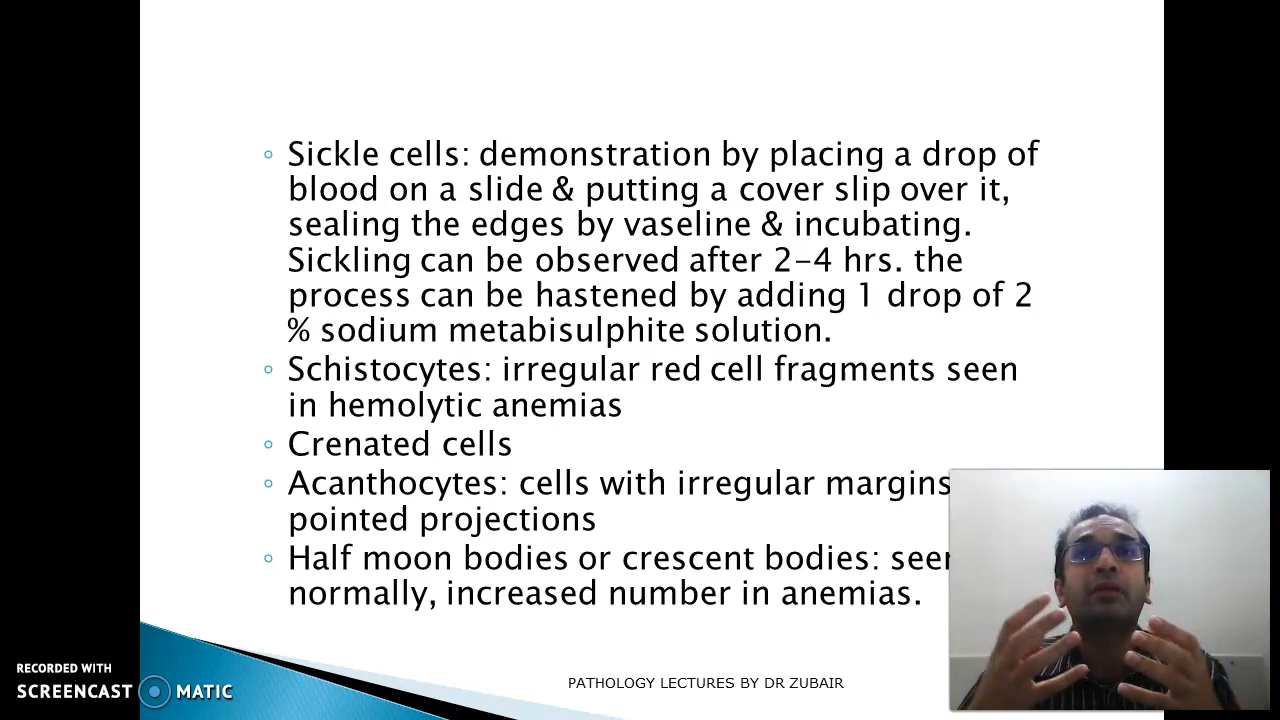 Sickle cells: demonstration by placing a drop of
blood on a slide & putting a cover slip over it,
sealing the edges by vaseline & incubating.
Sickling can be observed after 2-4 hrs. the
process can be hastened by adding 1 drop of 2
% sodium metabisulphite solution.
Schistocytes: irregular red cell fragments seen
in hemolytic anemias
Crenated cells
Acanthocytes: cells with irregular margins
pointed projections
Half moon bodies or crescent bodies:
normally, increased number in anemias.
RECORDED WITH
SCREENCAST MATIC
PATHOLOGY LECTURES BY DR ZUBAIR